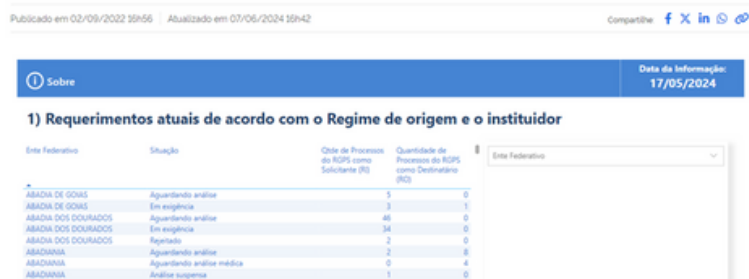 Publicado em 02/09/2022 16h56 | Atualizado em 07/06/2024 16h42
Compartilhe:
Sobre
Data da Informação:
17/05/2024
1) Requerimentos atuais de acordo com o Regime de origem e o instituidor
Ente Federativo Situação Qtde de Processos do RGPS como Solicitante (RI) Quantidade de Processos do RGPS como Destinatário (RO)
Ente Federativo
ABADIA DE GOIAS Aguardando análise 5 0
ABADIA DE GOIAS Em exigência 3 1
ABADIA DOS DOURADOS Aguardando análise 46 0
ABADIA DOS DOURADOS Em exigência 34 0
ABADIA DOS DOURADOS Rejeitado 2 0
ABADIANIA Aguardando análise 2 8
ABADIANIA Aguardando análise médica 0 4
ABADIANIA Análise suspensa 1 0